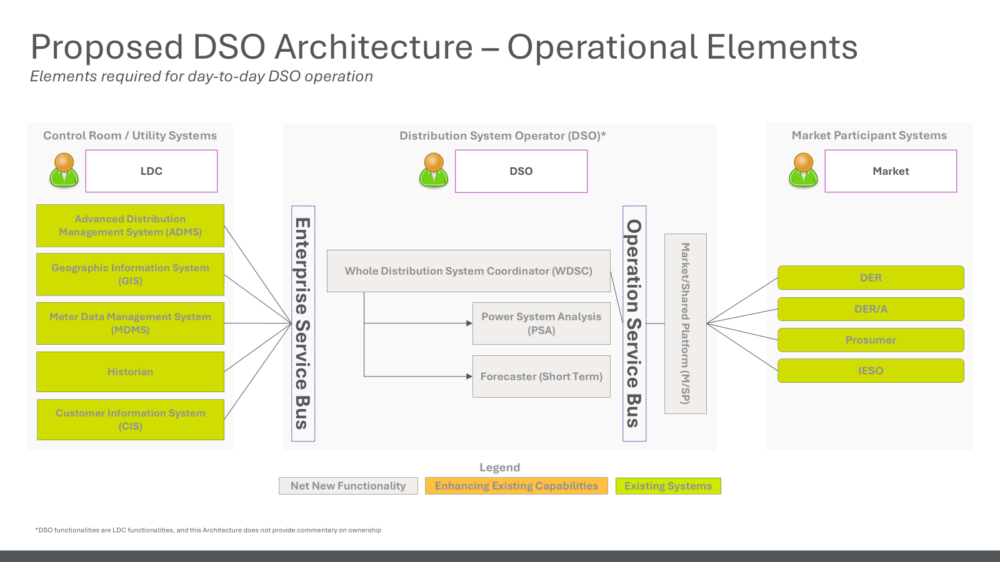 Proposed DSO Architecture – Operational Elements
Elements required for day-to-day DSO operation
Control Room / Utility Systems
LDC
Advanced Distribution
Management System (ADMS)
Geographic Information System
(GIS)
Meter Data Management System
(MDMS)
Historian
Customer Information System
(CIS)
Distribution System Operator (DSO)*
DSO
Enterprise Service Bus
Whole Distribution System Coordinator (WDSC)
Power System Analysis
(PSA)
Forecaster (Short Term)
Operation Service Bus
Market/Shared Platform (M/SP)
Market Participant Systems
Market
DER
DER/A
Prosumer
IESO
Legend
Net New Functionality
Enhancing Existing Capabilities
Existing Systems
*DSO functionalities are LDC functionalities, and this Architecture does not provide commentary on ownership